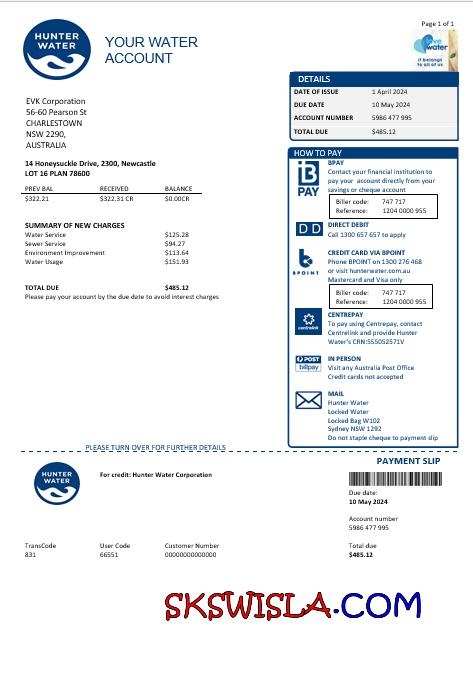 Page 1 of 1
HUNTER
WATER
YOUR WATER
ACCOUNT
love
water
it belongs
to all of us
EVK Corporation
56-60 Pearson St
CHARLESTOWN
NSW 2290,
AUSTRALIA
DETAILS
DATE OF ISSUE 1 April 2024
DUE DATE 10 May 2024
ACCOUNT NUMBER 5986 477 995
TOTAL DUE $485.12
14 Honeysuckle Drive, 2300, Newcastle
LOT 16 PLAN 78600
PREV BAL RECEIVED BALANCE
$322.21 $322.31 CR $0.00CR
SUMMARY OF NEW CHARGES
Water Service $125.28
Sewer Service $94.27
Environment Improvement $113.64
Water Usage $151.93
TOTAL DUE $485.12
Please pay your account by the due date to avoid interest charges
HOW TO PAY
B
PAY
BPAY
Contact your financial institution to
pay your account directly from your
savings or cheque account
Biller code: 747 717
Reference: 1204 0000 955
DD
DIRECT DEBIT
Call 1300 657 657 to apply
b
BPOINT
CREDIT CARD VIA BPOINT
Phone BPOINT on 1300 276 468
or visit hunterwater.com.au
Mastercard and Visa only
Biller code: 747 717
Reference: 1204 0000 955
centrelink
CENTREPAY
To pay using Centrepay, contact
Centrelink and provide Hunter
Water's CRN:555052571V
POST
billpay
IN PERSON
Visit any Australia Post Office
Credit cards not accepted
MAIL
Hunter Water
Locked Water
Locked Bag W102
Sydney NSW 1292
Do not staple cheque to payment slip
PLEASE TURN OVER FOR FURTHER DETAILS
HUNTER
WATER
For credit: Hunter Water Corporation
PAYMENT SLIP
Due date:
10 May 2024
Account number
5986 477 995
TransCode User Code Customer Number Total due
831 66551 00000000000000 $485.12
SKSWISLA.COM